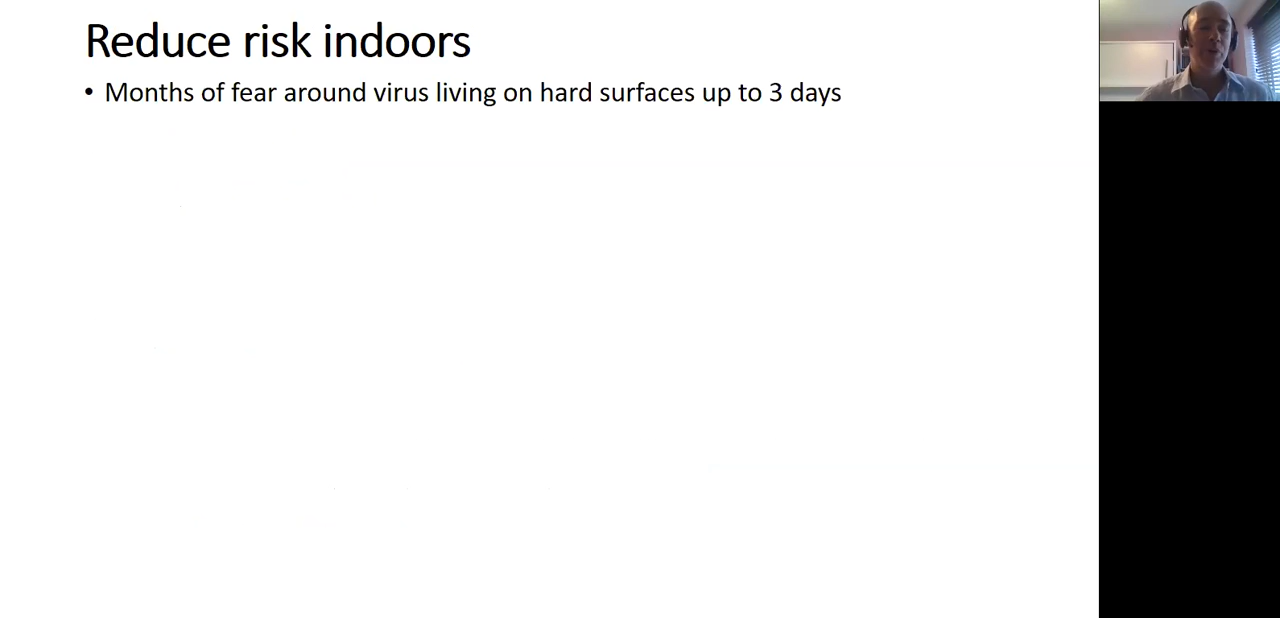 Reduce risk indoors
• Months of fear around virus living on hard surfaces up to 3 days